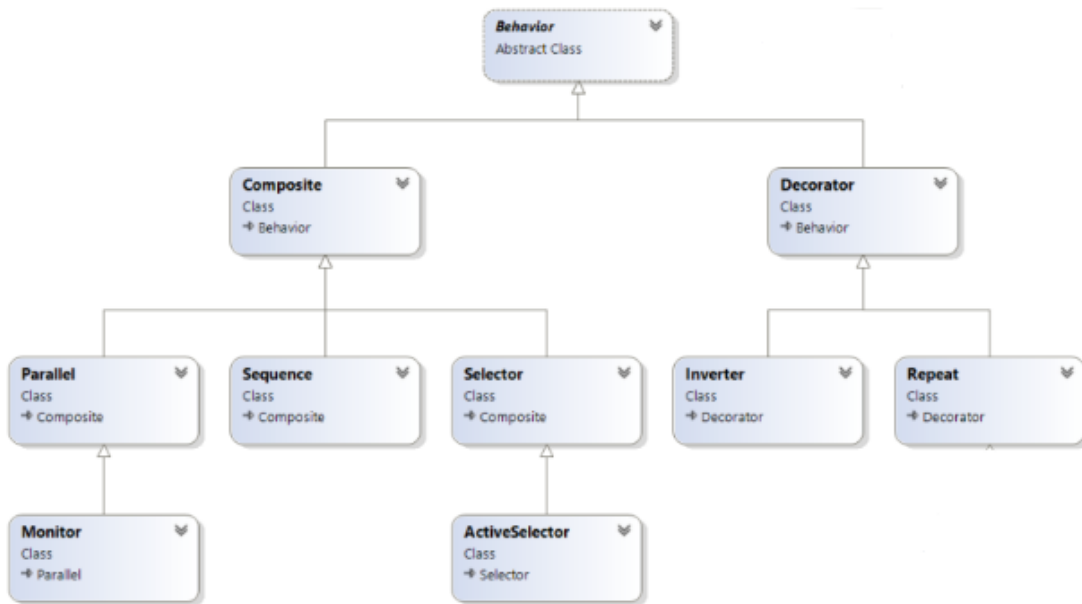 Behavior
Abstract Class
Composite
Class
Behavior
Decorator
Class
Behavior
Parallel
Class
Composite
Sequence
Class
Composite
Selector
Class
Composite
Inverter
Class
Decorator
Repeat
Class
Decorator
Monitor
Class
Parallel
ActiveSelector
Class
Selector